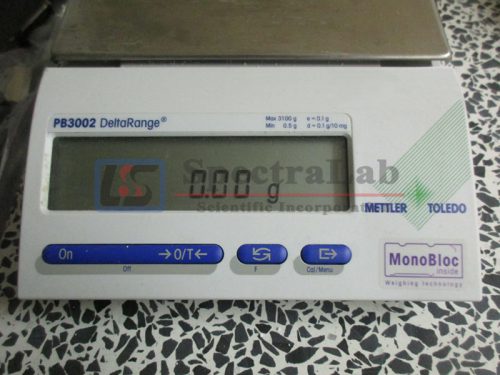 PB3002 DeltaRange®
Max 3100 g e = 0.1 g
Min 0.5 g d = 0.1 g/10 mg
0.00 g
LS SpectraLab
Scientific Incorporated
METTLER TOLEDO
On →O/T←
Off
F
Cal/Menu
MonoBloc
inside
Weighing technology